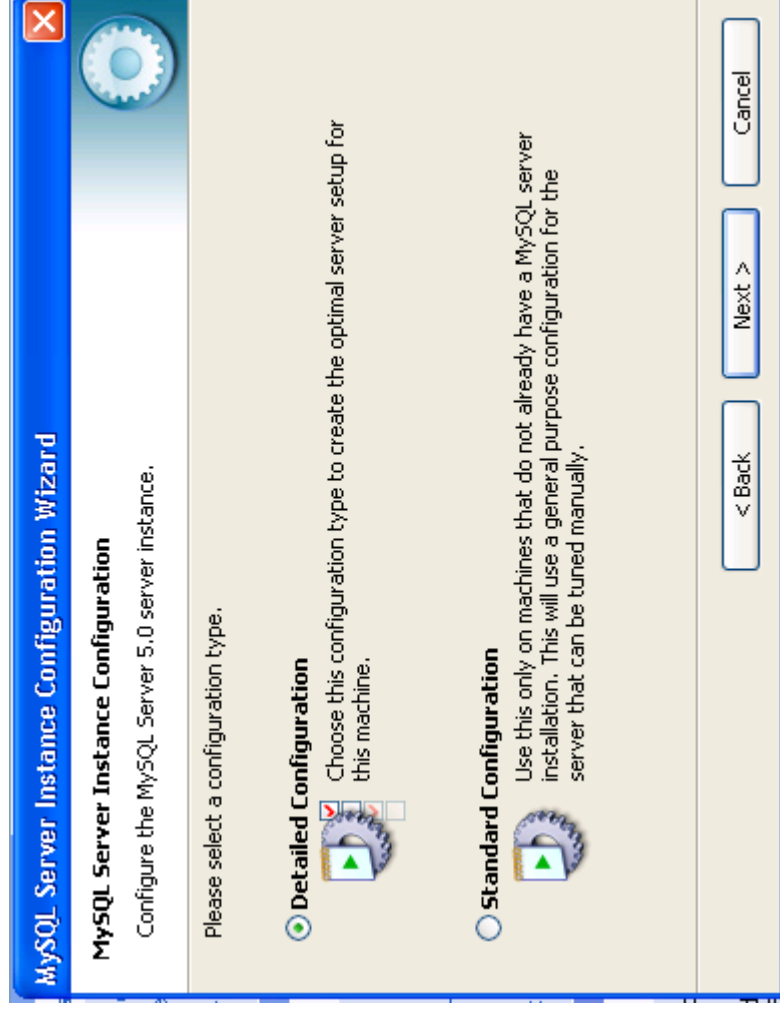 MySQL Server Instance Configuration Wizard
MySQL Server Instance Configuration
Configure the MySQL Server 5.0 server instance.
Please select a configuration type.
Detailed Configuration
Choose this configuration type to create the optimal server setup for
this machine.
Standard Configuration
Use this only on machines that do not already have a MySQL server
installation. This will use a general purpose configuration for the
server that can be tuned manually.
< Back
Next >
Cancel